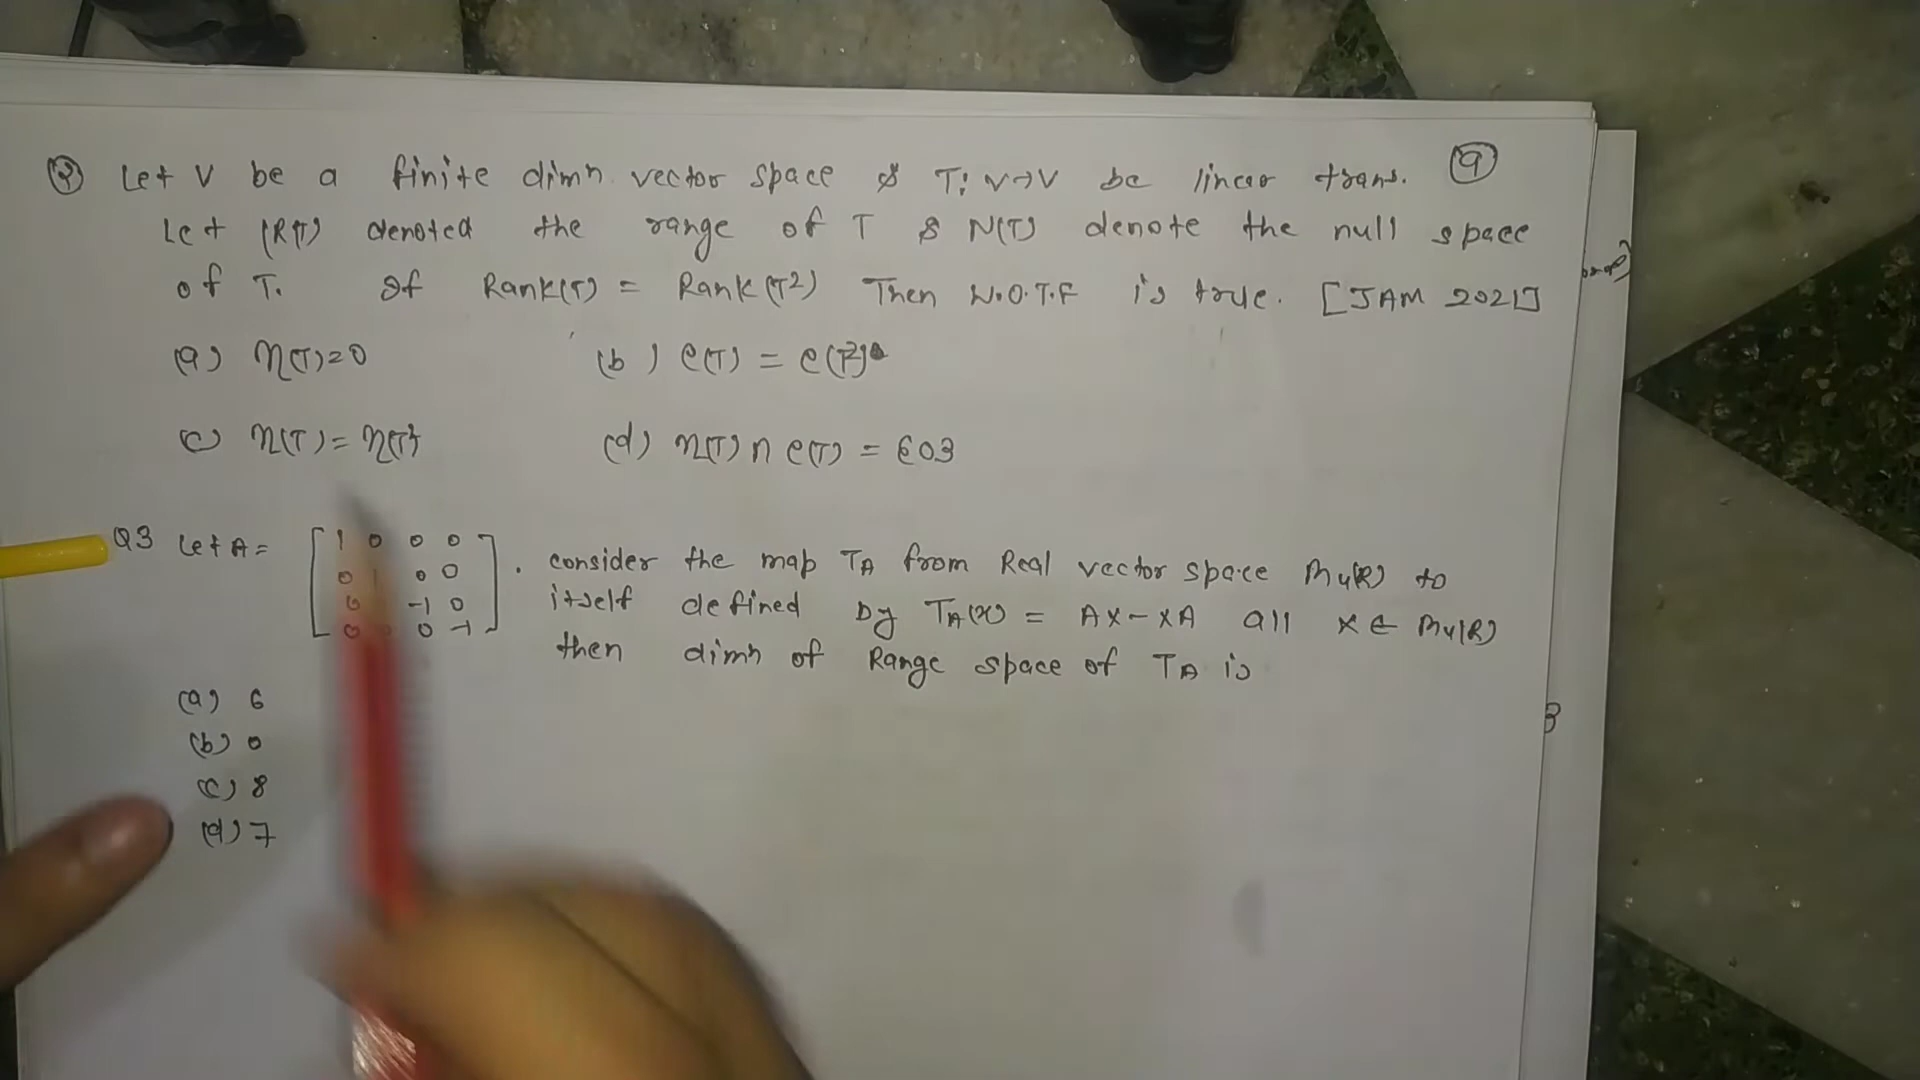 ② Let V be a finite dimn. vector space & T: V→V be linear trans. ⑨
Let R(T) denoted the range of T & N(T) denote the null space
of T. If Rank(T) = Rank(T²) Then W.O.T.F is true. [JAM 2021]
(a) η(T)=0 (b) ρ(T) = ρ(T²)
(c) η(T) = η(T²) (d) η(T) ∩ ρ(T) = {0}
Q3 Let A = [1 0 0 0
0 1 0 0
0 -1 0
0 0 -1] . consider the map TA from Real vector space M4(R) to
itself defined by TA(x) = AX-XA all X ∈ M4(R)
then dimn of Range space of TA is
(a) 6
(b) 0
(c) 8
(d) 7